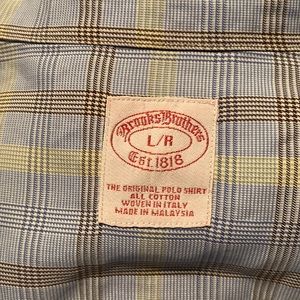 Brooks Brothers
L/R
EST. 1818
THE ORIGINAL POLO SHIRT
ALL COTTON
WOVEN IN ITALY
MADE IN MALAYSIA